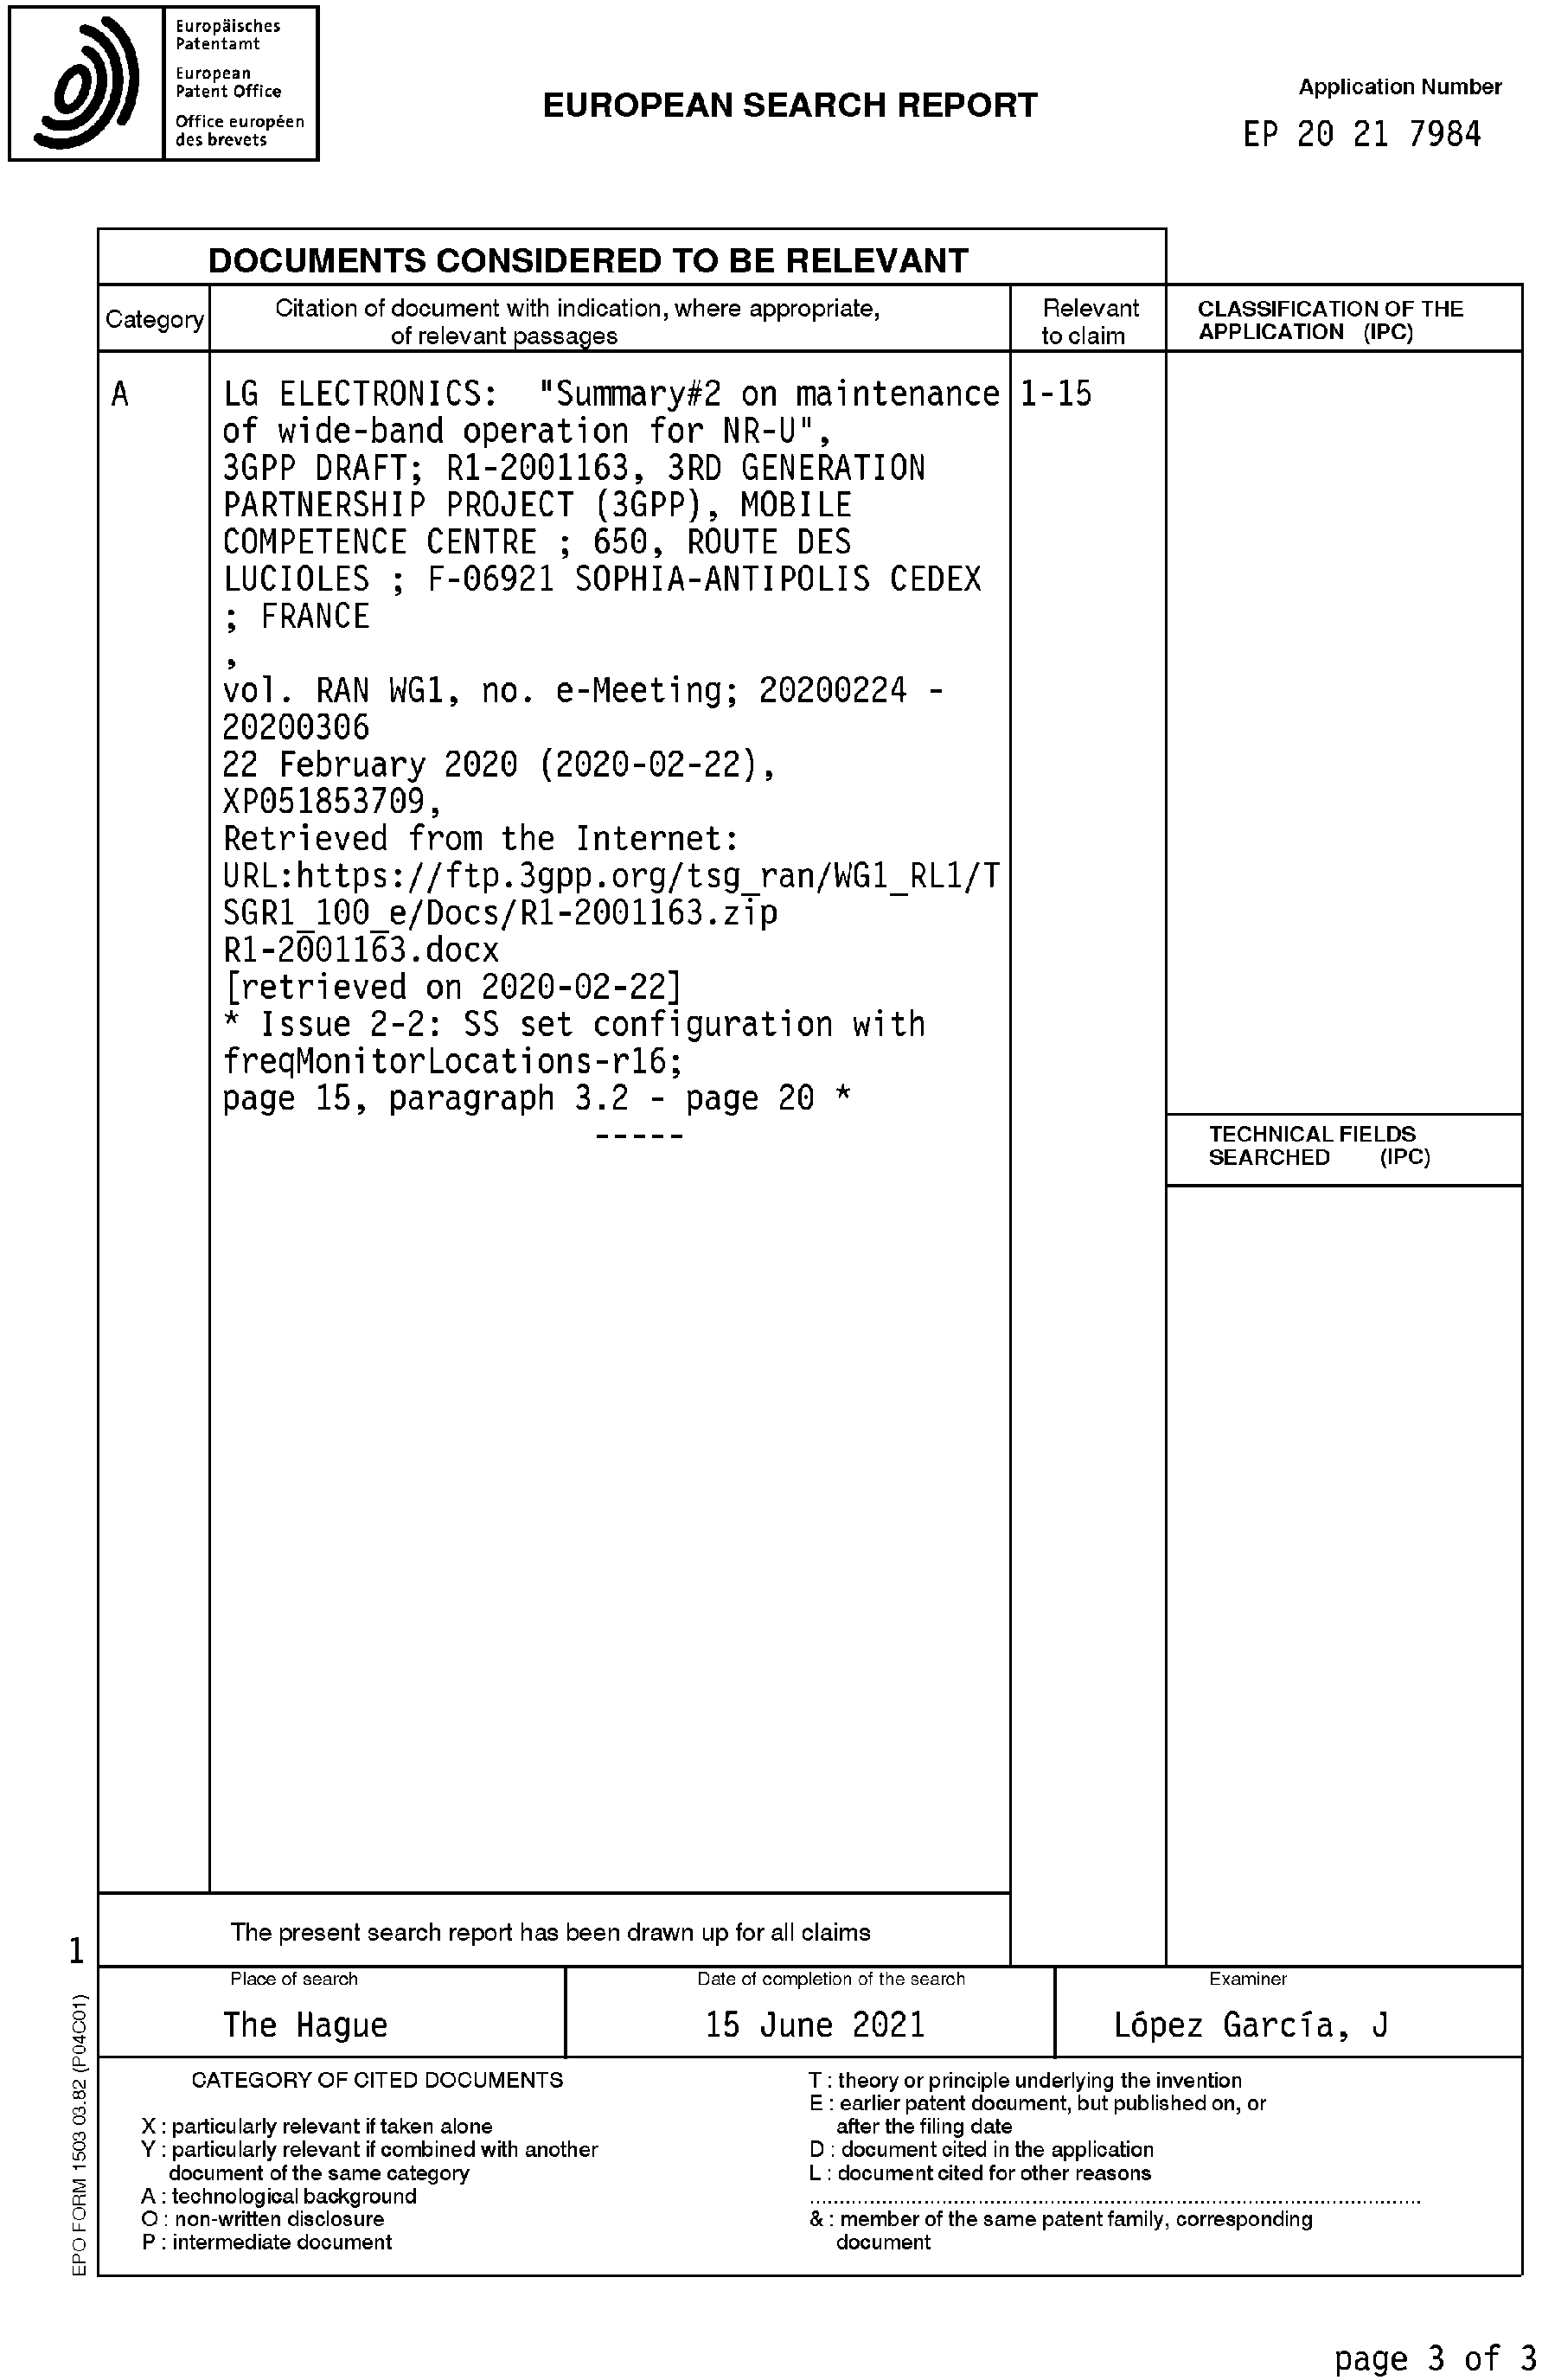 Europäisches
Patentamt
European
Patent Office
Office européen
des brevets
EUROPEAN SEARCH REPORT
Application Number
EP 20 21 7984
DOCUMENTS CONSIDERED TO BE RELEVANT
Category
Citation of document with indication, where appropriate,
of relevant passages
Relevant
to claim
CLASSIFICATION OF THE
APPLICATION (IPC)
A
LG ELECTRONICS: "Summary#2 on maintenance
of wide-band operation for NR-U",
3GPP DRAFT; R1-2001163, 3RD GENERATION
PARTNERSHIP PROJECT (3GPP), MOBILE
COMPETENCE CENTRE ; 650, ROUTE DES
LUCIOLES ; F-06921 SOPHIA-ANTIPOLIS CEDEX
; FRANCE
,
vol. RAN WG1, no. e-Meeting; 20200224 -
20200306
22 February 2020 (2020-02-22),
XP051853709,
Retrieved from the Internet:
URL:https://ftp.3gpp.org/tsg_ran/WG1_RL1/T
SGR1_100_e/Docs/R1-2001163.zip
R1-2001163.docx
[retrieved on 2020-02-22]
* Issue 2-2: SS set configuration with
freqMonitorLocations-r16;
page 15, paragraph 3.2 - page 20 *
-----
1-15
TECHNICAL FIELDS
SEARCHED (IPC)
The present search report has been drawn up for all claims
1
Place of search
The Hague
Date of completion of the search
15 June 2021
Examiner
López García, J
CATEGORY OF CITED DOCUMENTS
X : particularly relevant if taken alone
Y : particularly relevant if combined with another
document of the same category
A : technological background
O : non-written disclosure
P : intermediate document
T : theory or principle underlying the invention
E : earlier patent document, but published on, or
after the filing date
D : document cited in the application
L : document cited for other reasons
& : member of the same patent family, corresponding
document
EPO FORM 1503 03.82 (P04C01)
page 3 of 3